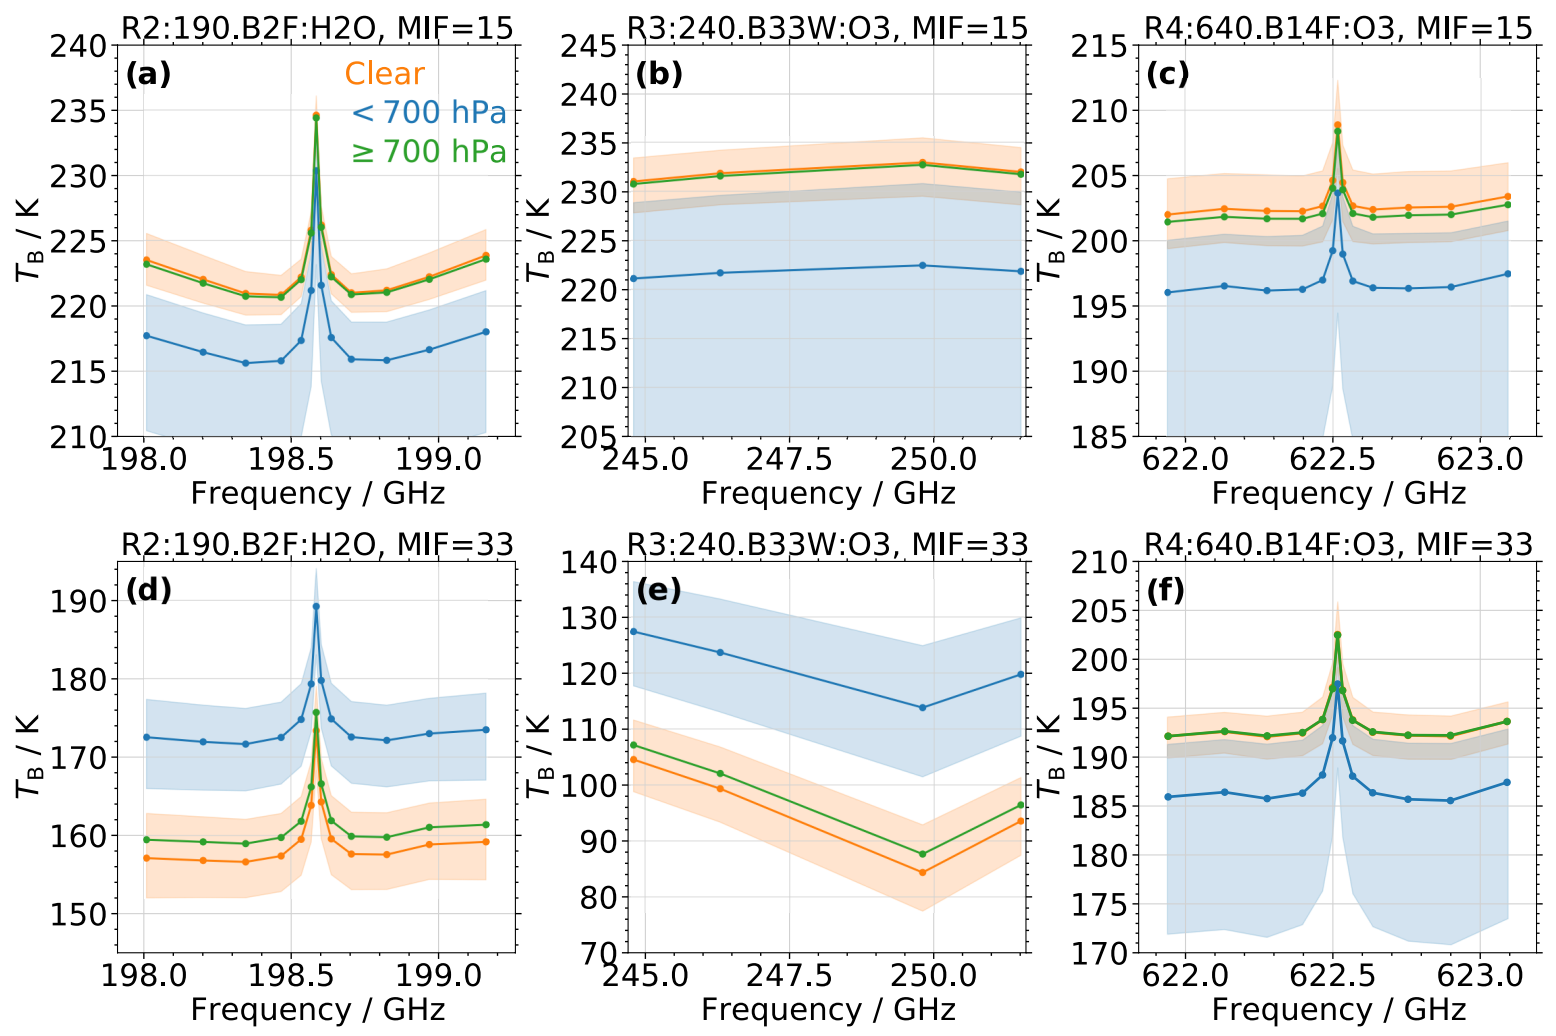 R2:190.B2F:H2O, MIF=15
(a)
Clear
< 700 hPa
≥ 700 hPa
240
235
230
225
220
215
210
T_B / K
198.0 198.5 199.0
Frequency / GHz
R3:240.B33W:O3, MIF=15
(b)
245
240
235
230
225
220
215
210
205
T_B / K
245.0 247.5 250.0
Frequency / GHz
R4:640.B14F:O3, MIF=15
(c)
215
210
205
200
195
190
185
T_B / K
622.0 622.5 623.0
Frequency / GHz
R2:190.B2F:H2O, MIF=33
(d)
190
180
170
160
150
T_B / K
198.0 198.5 199.0
Frequency / GHz
R3:240.B33W:O3, MIF=33
(e)
140
130
120
110
100
90
80
70
T_B / K
245.0 247.5 250.0
Frequency / GHz
R4:640.B14F:O3, MIF=33
(f)
210
205
200
195
190
185
180
175
170
T_B / K
622.0 622.5 623.0
Frequency / GHz